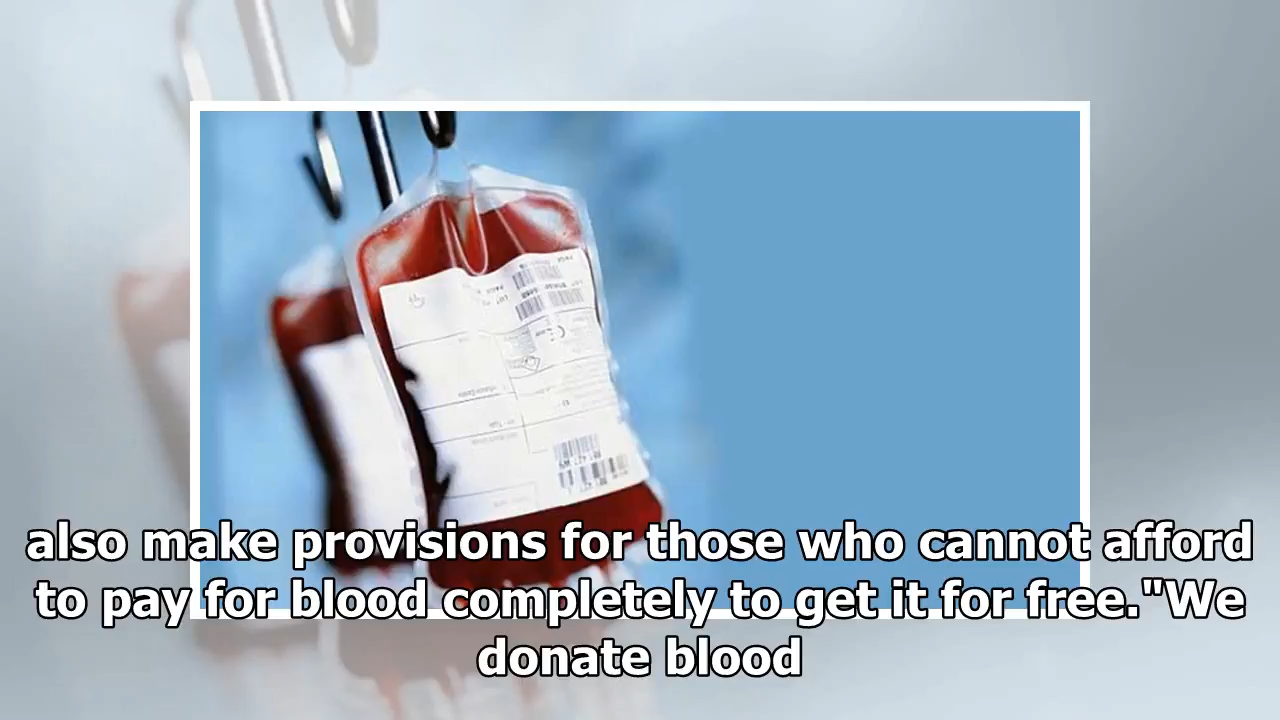 also make provisions for those who cannot afford
to pay for blood completely to get it for free."We
donate blood